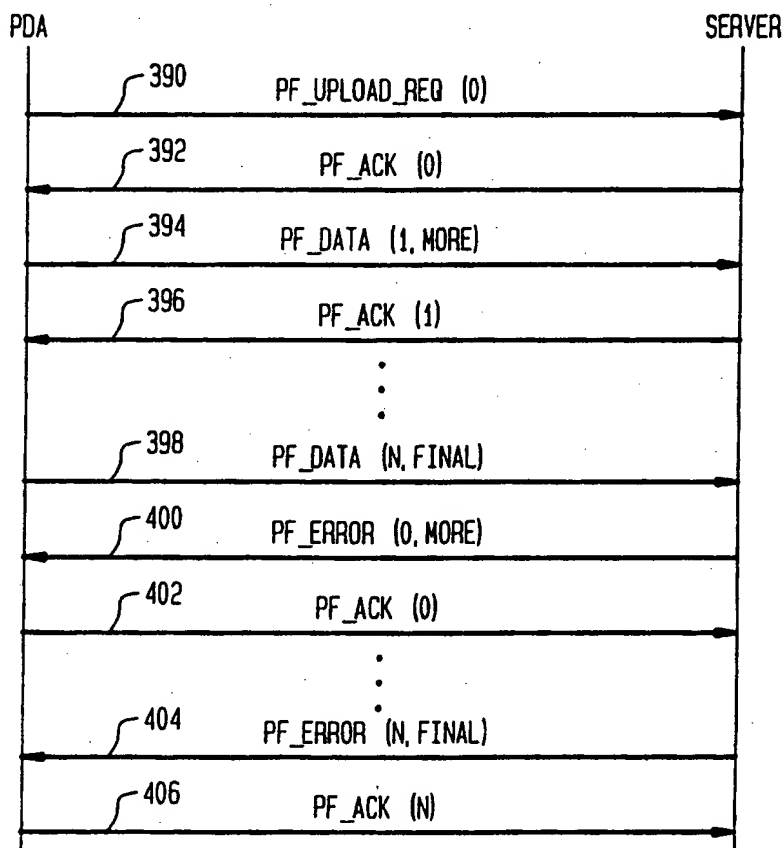 PDA SERVER
390 PF_UPLOAD_REQ (0)
392 PF_ACK (0)
394 PF_DATA (1, MORE)
396 PF_ACK (1)
398 PF_DATA (N, FINAL)
400 PF_ERROR (0, MORE)
402 PF_ACK (0)
404 PF_ERROR (N, FINAL)
406 PF_ACK (N)